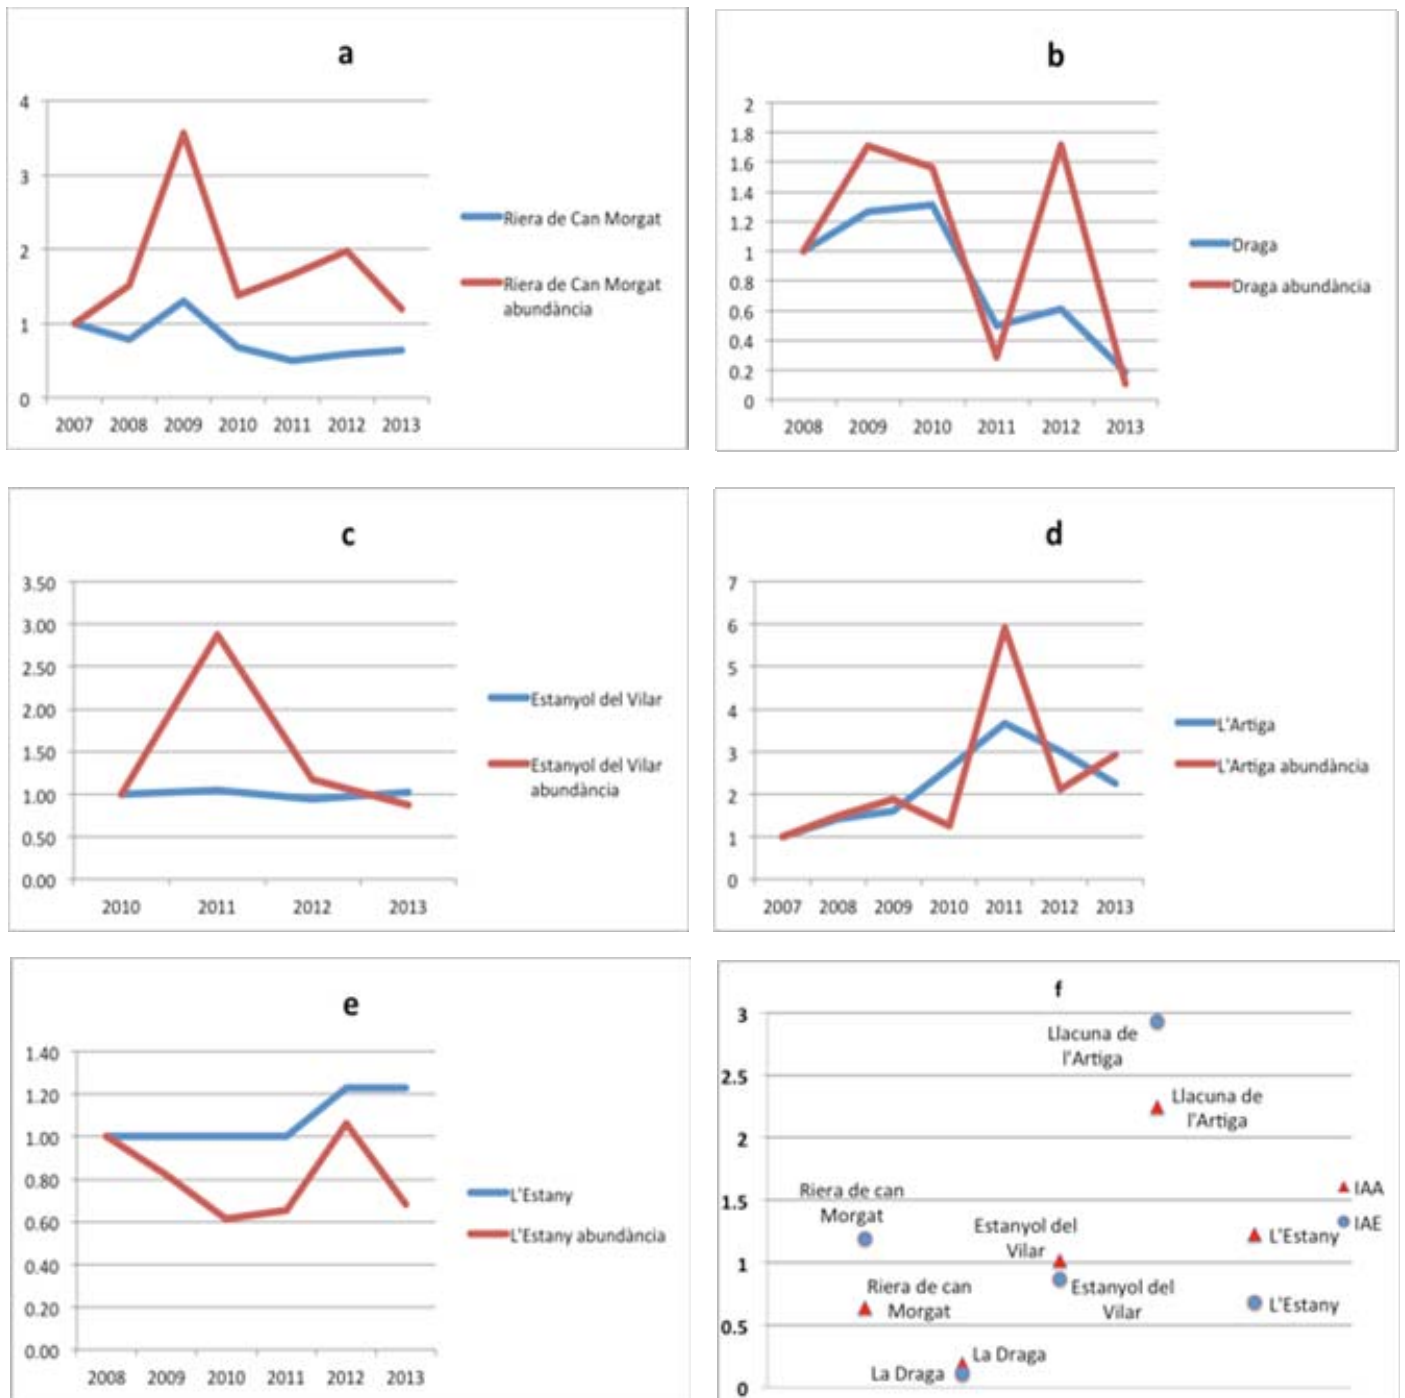 a
4
3
2
1
0
2007 2008 2009 2010 2011 2012 2013
Riera de Can Morgat
Riera de Can Morgat
abundància
b
2
1.8
1.6
1.4
1.2
1
0.8
0.6
0.4
0.2
0
2008 2009 2010 2011 2012 2013
Draga
Draga abundància
c
3.50
3.00
2.50
2.00
1.50
1.00
0.50
0.00
2010 2011 2012 2013
Estanyol del Vilar
Estanyol del Vilar
abundància
d
7
6
5
4
3
2
1
0
2007 2008 2009 2010 2011 2012 2013
L'Artiga
L'Artiga abundància
e
1.40
1.20
1.00
0.80
0.60
0.40
0.20
0.00
2008 2009 2010 2011 2012 2013
L'Estany
L'Estany abundància
f
3
2.5
2
1.5
1
0.5
0
Llacuna de
l'Artiga
Llacuna de
l'Artiga
Riera de can
Morgat
Riera de can
Morgat
Estanyol del
Vilar
Estanyol del
Vilar
La Draga
La Draga
L'Estany
L'Estany
IAA
IAE